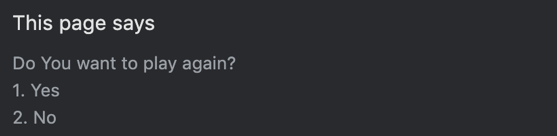 This page says
Do You want to play again?
1. Yes
2. No